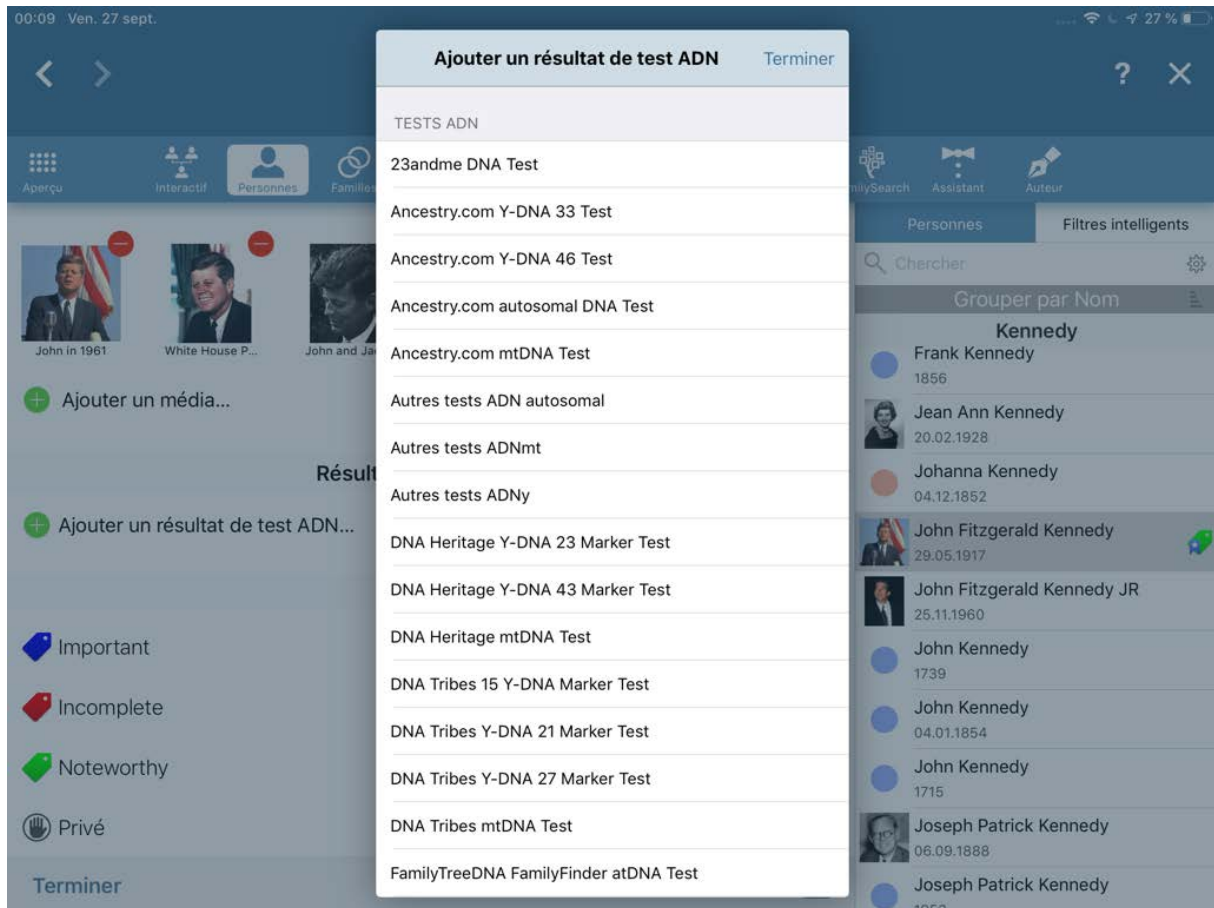 00:09 Ven. 27 sept.
27 %
Ajouter un résultat de test ADN
Terminer
?
Aperçu
Interactif
Personnes
Familles
Assistant
Auteur
TESTS ADN
23andme DNA Test
Ancestry.com Y-DNA 33 Test
Ancestry.com Y-DNA 46 Test
Ancestry.com autosomal DNA Test
Ancestry.com mtDNA Test
Autres tests ADN autosomal
Autres tests ADNmt
Autres tests ADNy
DNA Heritage Y-DNA 23 Marker Test
DNA Heritage Y-DNA 43 Marker Test
DNA Heritage mtDNA Test
DNA Tribes 15 Y-DNA Marker Test
DNA Tribes Y-DNA 21 Marker Test
DNA Tribes Y-DNA 27 Marker Test
DNA Tribes mtDNA Test
FamilyTreeDNA FamilyFinder atDNA Test
John in 1961
White House P...
John and Ja
Ajouter un média...
Résult
Ajouter un résultat de test ADN...
Important
Incomplete
Noteworthy
Privé
Terminer
Personnes
Filtres intelligents
Chercher
Grouper par Nom
Kennedy
Frank Kennedy
1856
Jean Ann Kennedy
20.02.1928
Johanna Kennedy
04.12.1852
John Fitzgerald Kennedy
29.05.1917
John Fitzgerald Kennedy JR
25.11.1960
John Kennedy
1739
John Kennedy
04.01.1854
John Kennedy
1715
Joseph Patrick Kennedy
06.09.1888
Joseph Patrick Kennedy